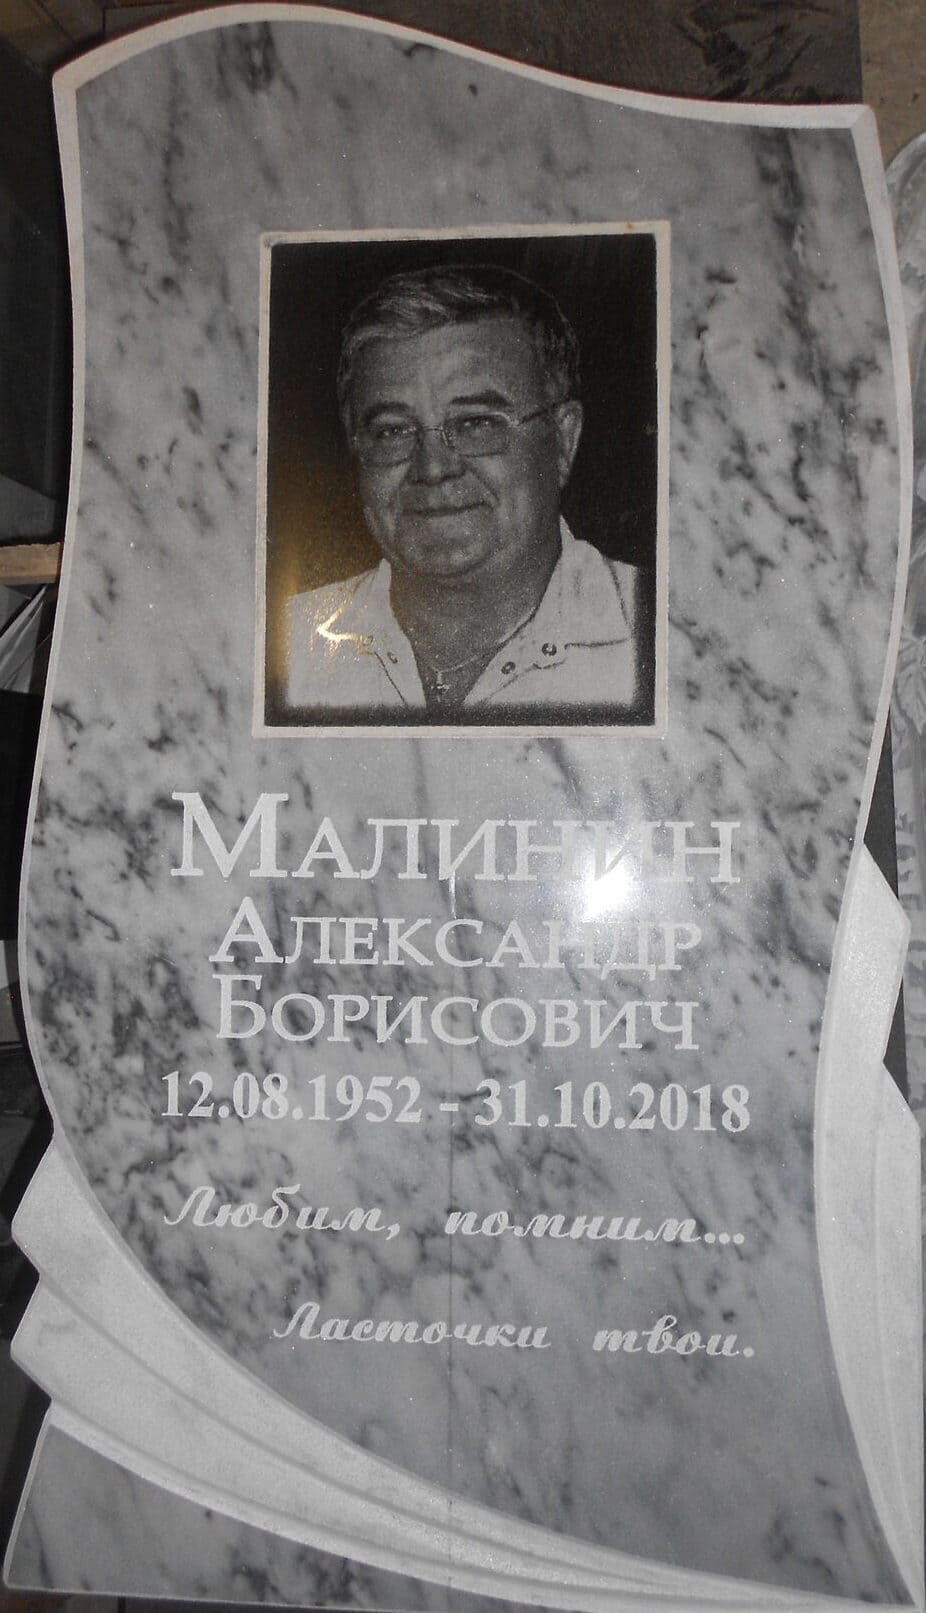 Малинин
Александр
Борисович
12.08.1952 - 31.10.2018
Любим, помним...
Ласточки твои.